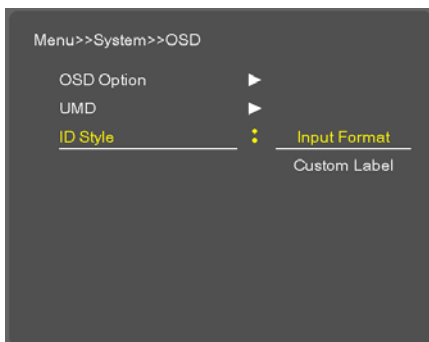 Menu>>System>>OSD
OSD Option ▶
UMD ▶
ID Style : Input Format
Custom Label